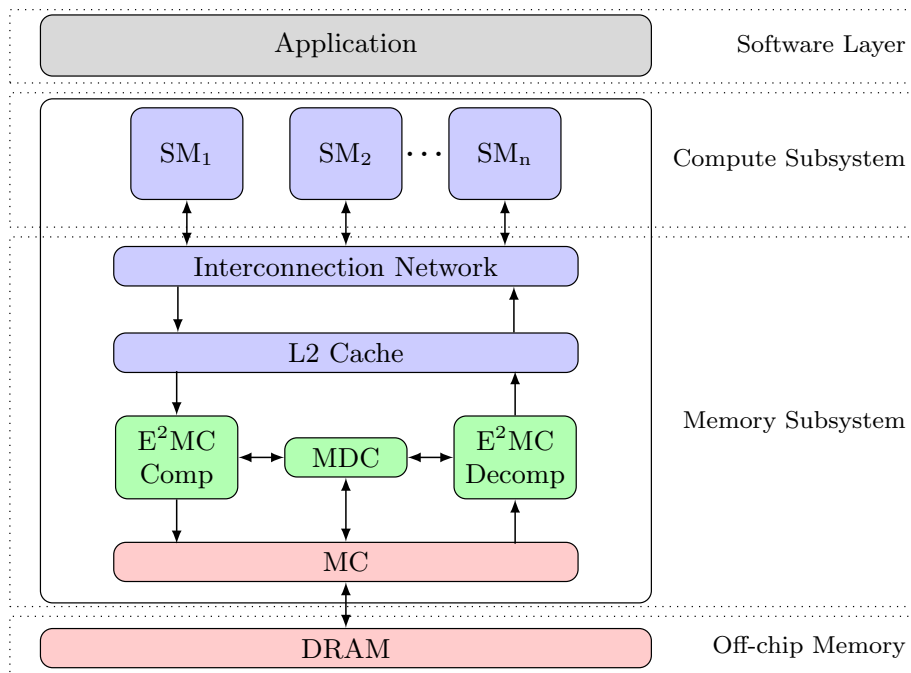 Application
Software Layer
SM₁
SM₂
...
SMₙ
Compute Subsystem
Interconnection Network
L2 Cache
E²MC
Comp
MDC
E²MC
Decomp
Memory Subsystem
MC
DRAM
Off-chip Memory